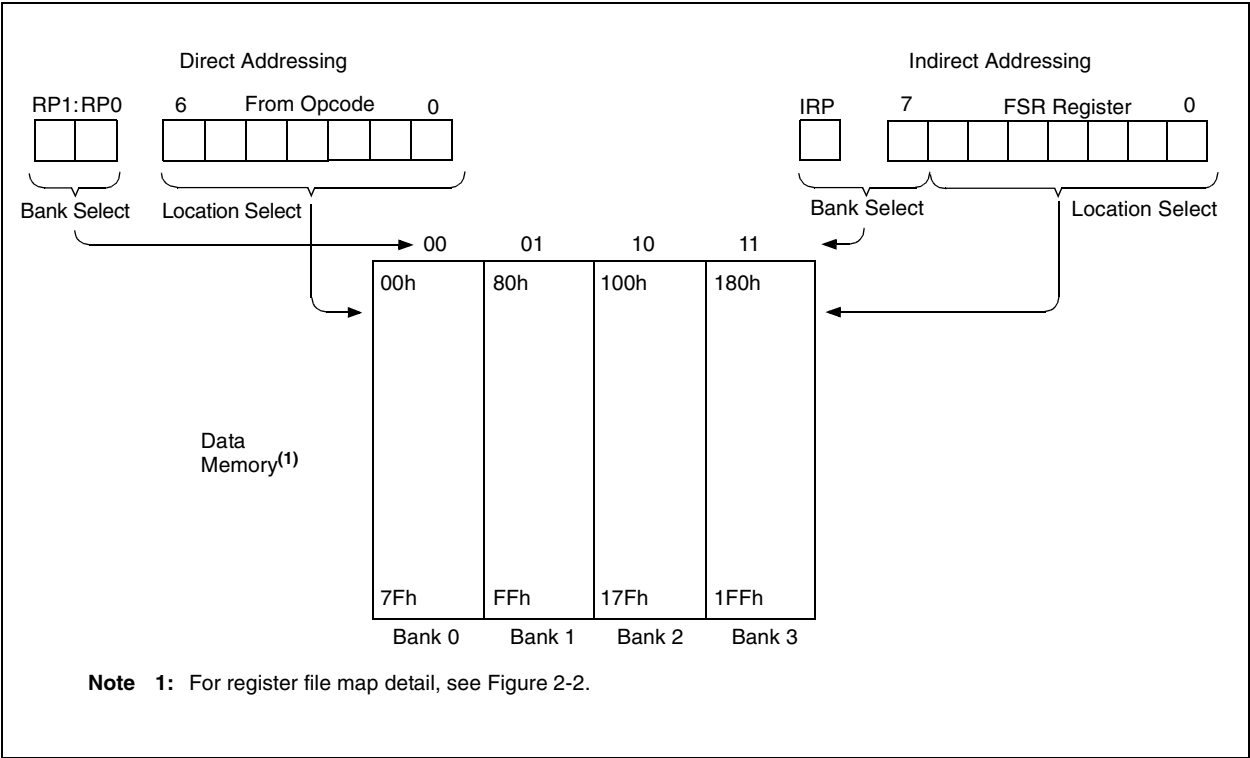 Direct Addressing
Indirect Addressing
RP1:RP0 6 From Opcode 0
IRP 7 FSR Register 0
Bank Select Location Select
Bank Select Location Select
00 01 10 11
00h 80h 100h 180h
Data
Memory(1)
7Fh FFh 17Fh 1FFh
Bank 0 Bank 1 Bank 2 Bank 3
Note 1: For register file map detail, see Figure 2-2.